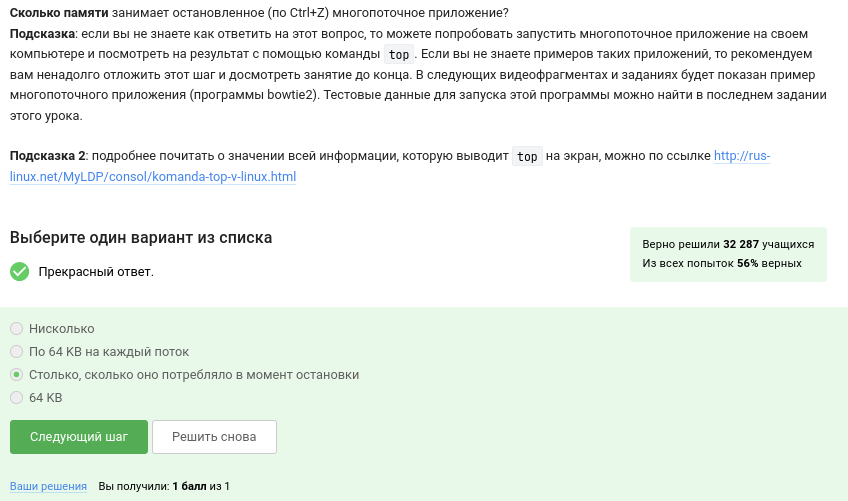 Сколько памяти занимает остановленное (по Ctrl+Z) многопоточное приложение?
Подсказка: если вы не знаете как ответить на этот вопрос, то можете попробовать запустить многопоточное приложение на своем
компьютере и посмотреть на результат с помощью команды top. Если вы не знаете примеров таких приложений, то рекомендуем
вам ненадолго отложить этот шаг и досмотреть занятие до конца. В следующих видеофрагментах и заданиях будет показан пример
многопоточного приложения (программы bowtie2). Тестовые данные для запуска этой программы можно найти в последнем задании
этого урока.
Подсказка 2: подробнее почитать о значении всей информации, которую выводит top на экран, можно по ссылке http://rus-
linux.net/MyLDP/consol/komanda-top-v-linux.html
Выберите один вариант из списка
Прекрасный ответ.
Верно решили 32 287 учащихся
Из всех попыток 56% верных
Нисколько
По 64 KB на каждый поток
Столько, сколько оно потребляло в момент остановки
64 KB
Следующий шаг
Решить снова
Ваши решения Вы получили: 1 балл из 1